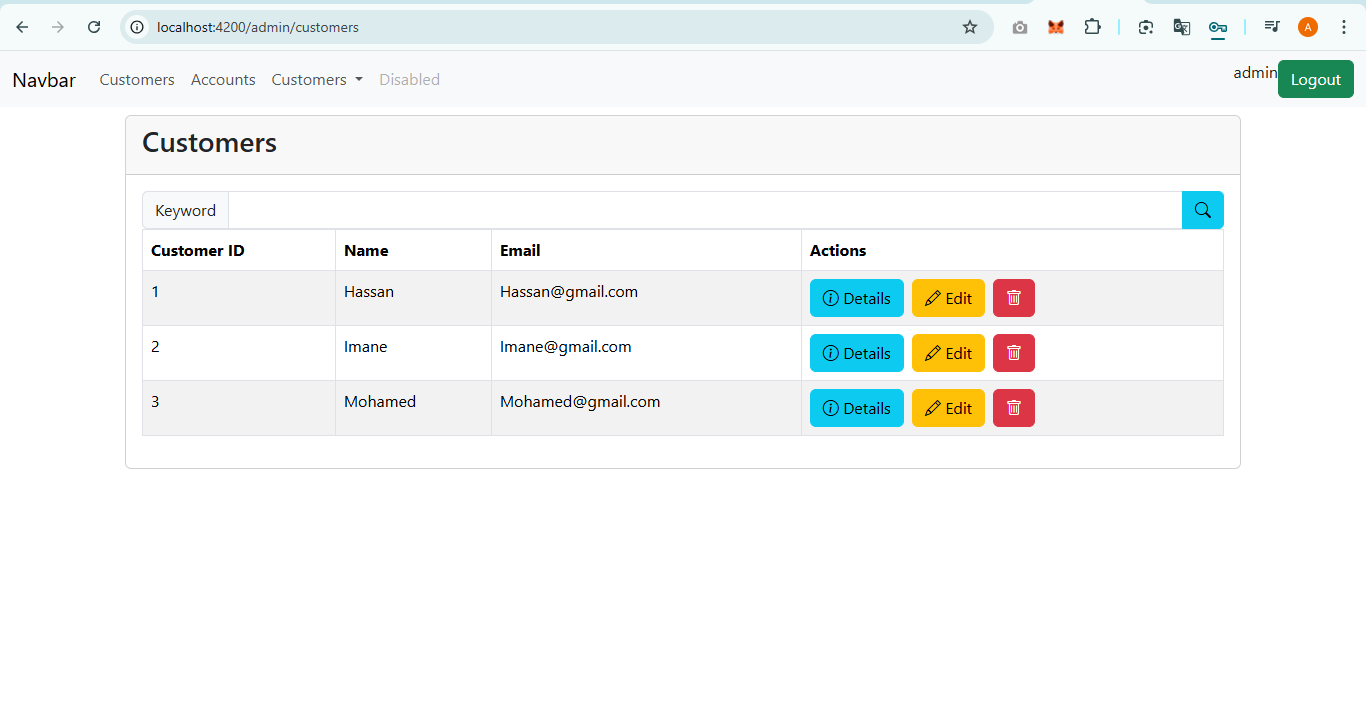 localhost:4200/admin/customers
A
Navbar Customers Accounts Customers Disabled admin Logout
Customers
Keyword
Customer ID Name Email Actions
1 Hassan Hassan@gmail.com Details Edit
2 Imane Imane@gmail.com Details Edit
3 Mohamed Mohamed@gmail.com Details Edit